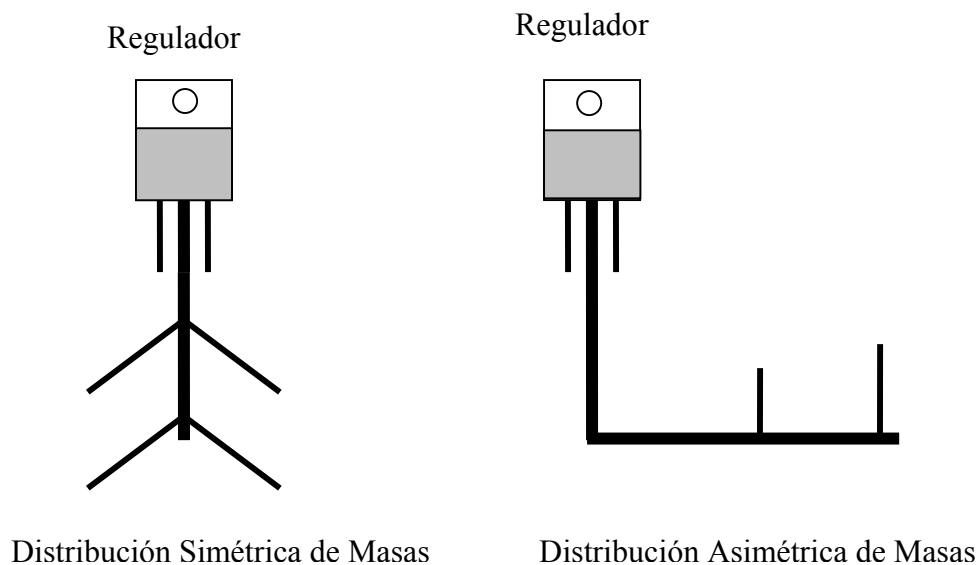 Regulador
Regulador
Distribución Simétrica de Masas
Distribución Asimétrica de Masas